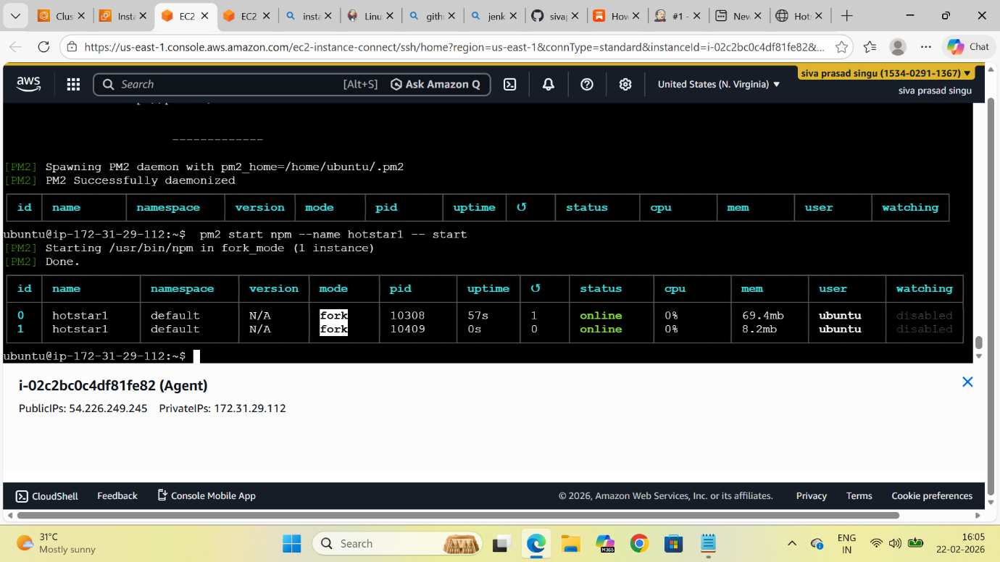 Clus
Insta
EC2
EC2
insta
Linu
gith
jenk
sivap
How
#1 -
New
Hots
https://us-east-1.console.aws.amazon.com/ec2-instance-connect/ssh/home?region=us-east-1&connType=standard&instanceId=i-02c2bc0c4df81fe82&...
Chat
aws
Search
[Alt+S]
Ask Amazon Q
United States (N. Virginia) ▼
siva prasad singu (1534-0291-1367) ▼
siva prasad singu
-------------
[PM2] Spawning PM2 daemon with pm2_home=/home/ubuntu/.pm2
[PM2] PM2 Successfully daemonized
id name namespace version mode pid uptime ↺ status cpu mem user watching
ubuntu@ip-172-31-29-112:~$  pm2 start npm --name hotstar1 -- start
[PM2] Starting /usr/bin/npm in fork_mode (1 instance)
[PM2] Done.
id name namespace version mode pid uptime ↺ status cpu mem user watching
0 hotstar1 default N/A fork 10308 57s 1 online 0% 69.4mb ubuntu disabled
1 hotstar1 default N/A fork 10409 0s 0 online 0% 8.2mb ubuntu disabled
ubuntu@ip-172-31-29-112:~$
i-02c2bc0c4df81fe82 (Agent)
PublicIPs: 54.226.249.245 PrivateIPs: 172.31.29.112
CloudShell Feedback Console Mobile App © 2026, Amazon Web Services, Inc. or its affiliates. Privacy Terms Cookie preferences
31°C
Mostly sunny
Search
M365
ENG
IN
16:05
22-02-2026